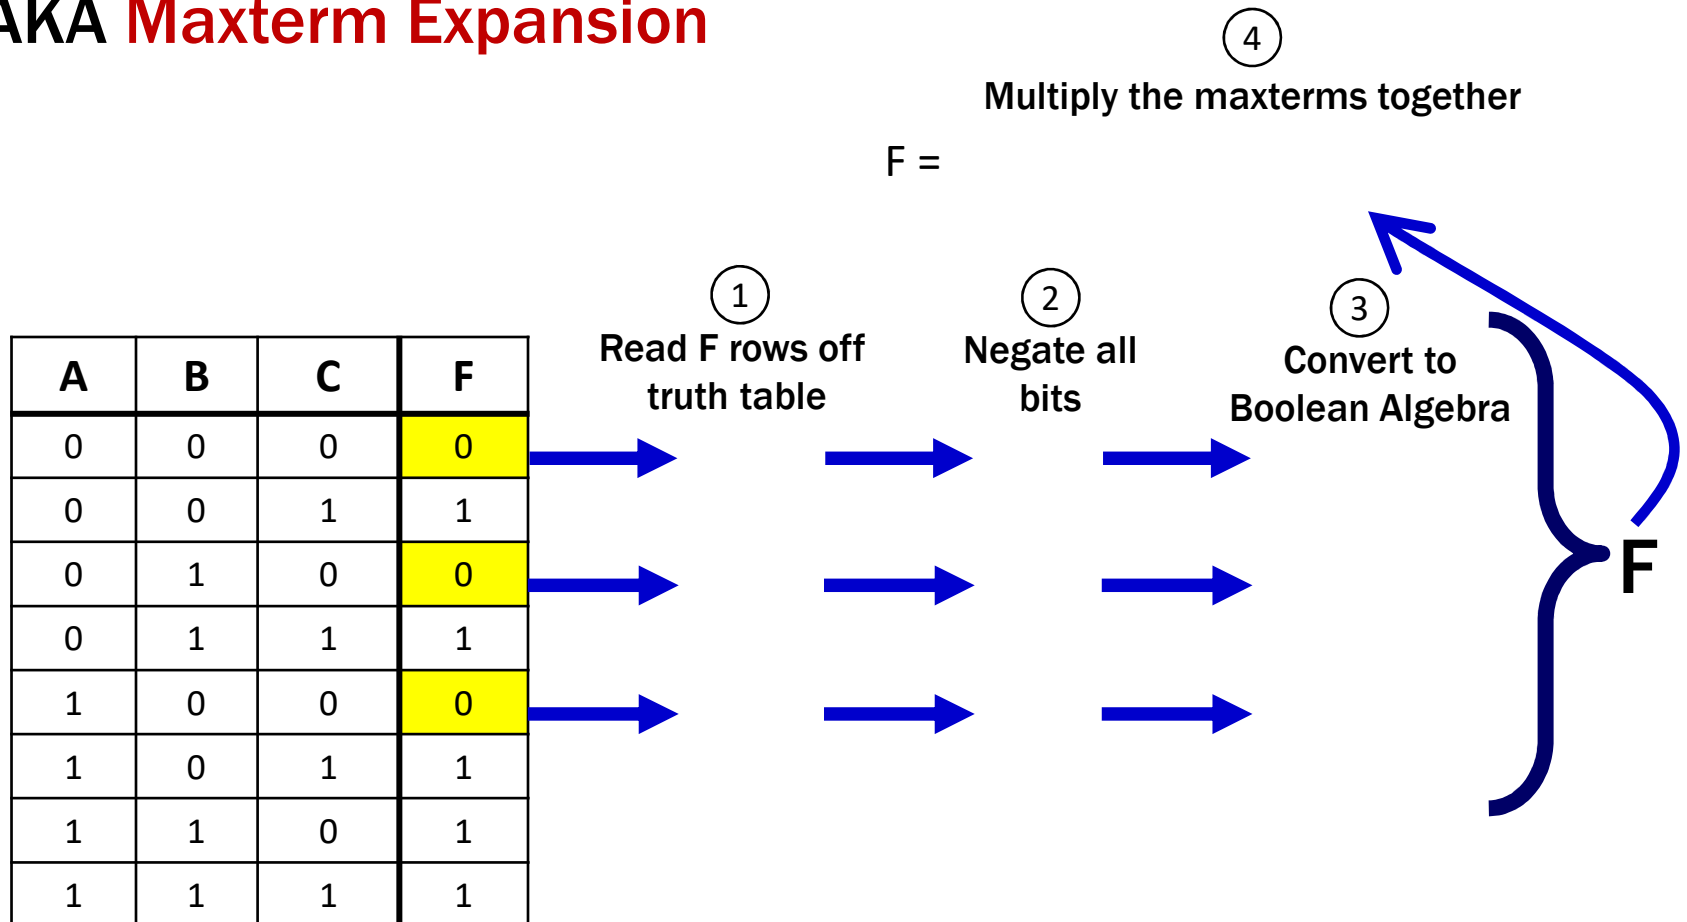 AKA Maxterm Expansion
4
Multiply the maxterms together
F =
1
Read F rows off
truth table
2
Negate all
bits
3
Convert to
Boolean Algebra
A B C F
0 0 0 0
0 0 1 1
0 1 0 0
0 1 1 1
1 0 0 0
1 0 1 1
1 1 0 1
1 1 1 1
F